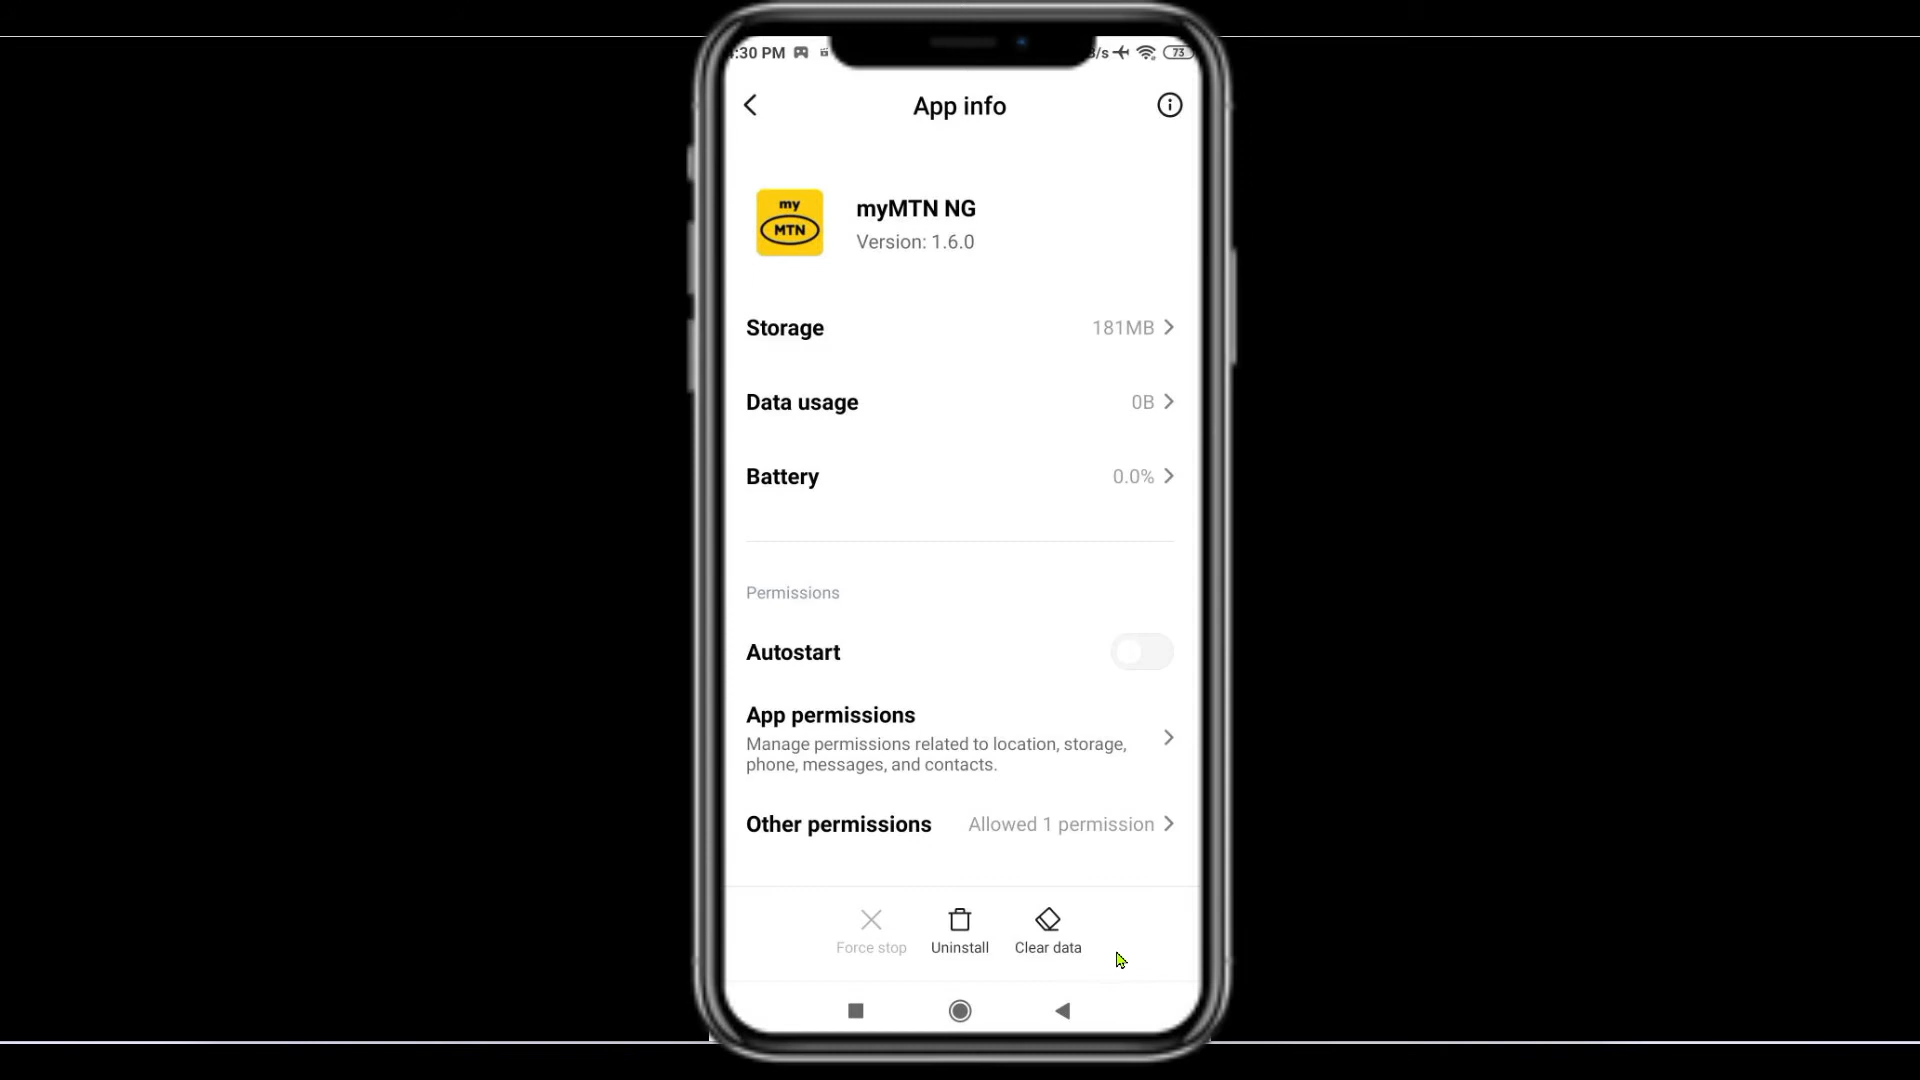 :30 PM
/s
73
App info
my
MTN
myMTN NG
Version: 1.6.0
Storage 181MB
Data usage 0B
Battery 0.0%
Permissions
Autostart
App permissions
Manage permissions related to location, storage,
phone, messages, and contacts.
Other permissions Allowed 1 permission
Force stop Uninstall Clear data